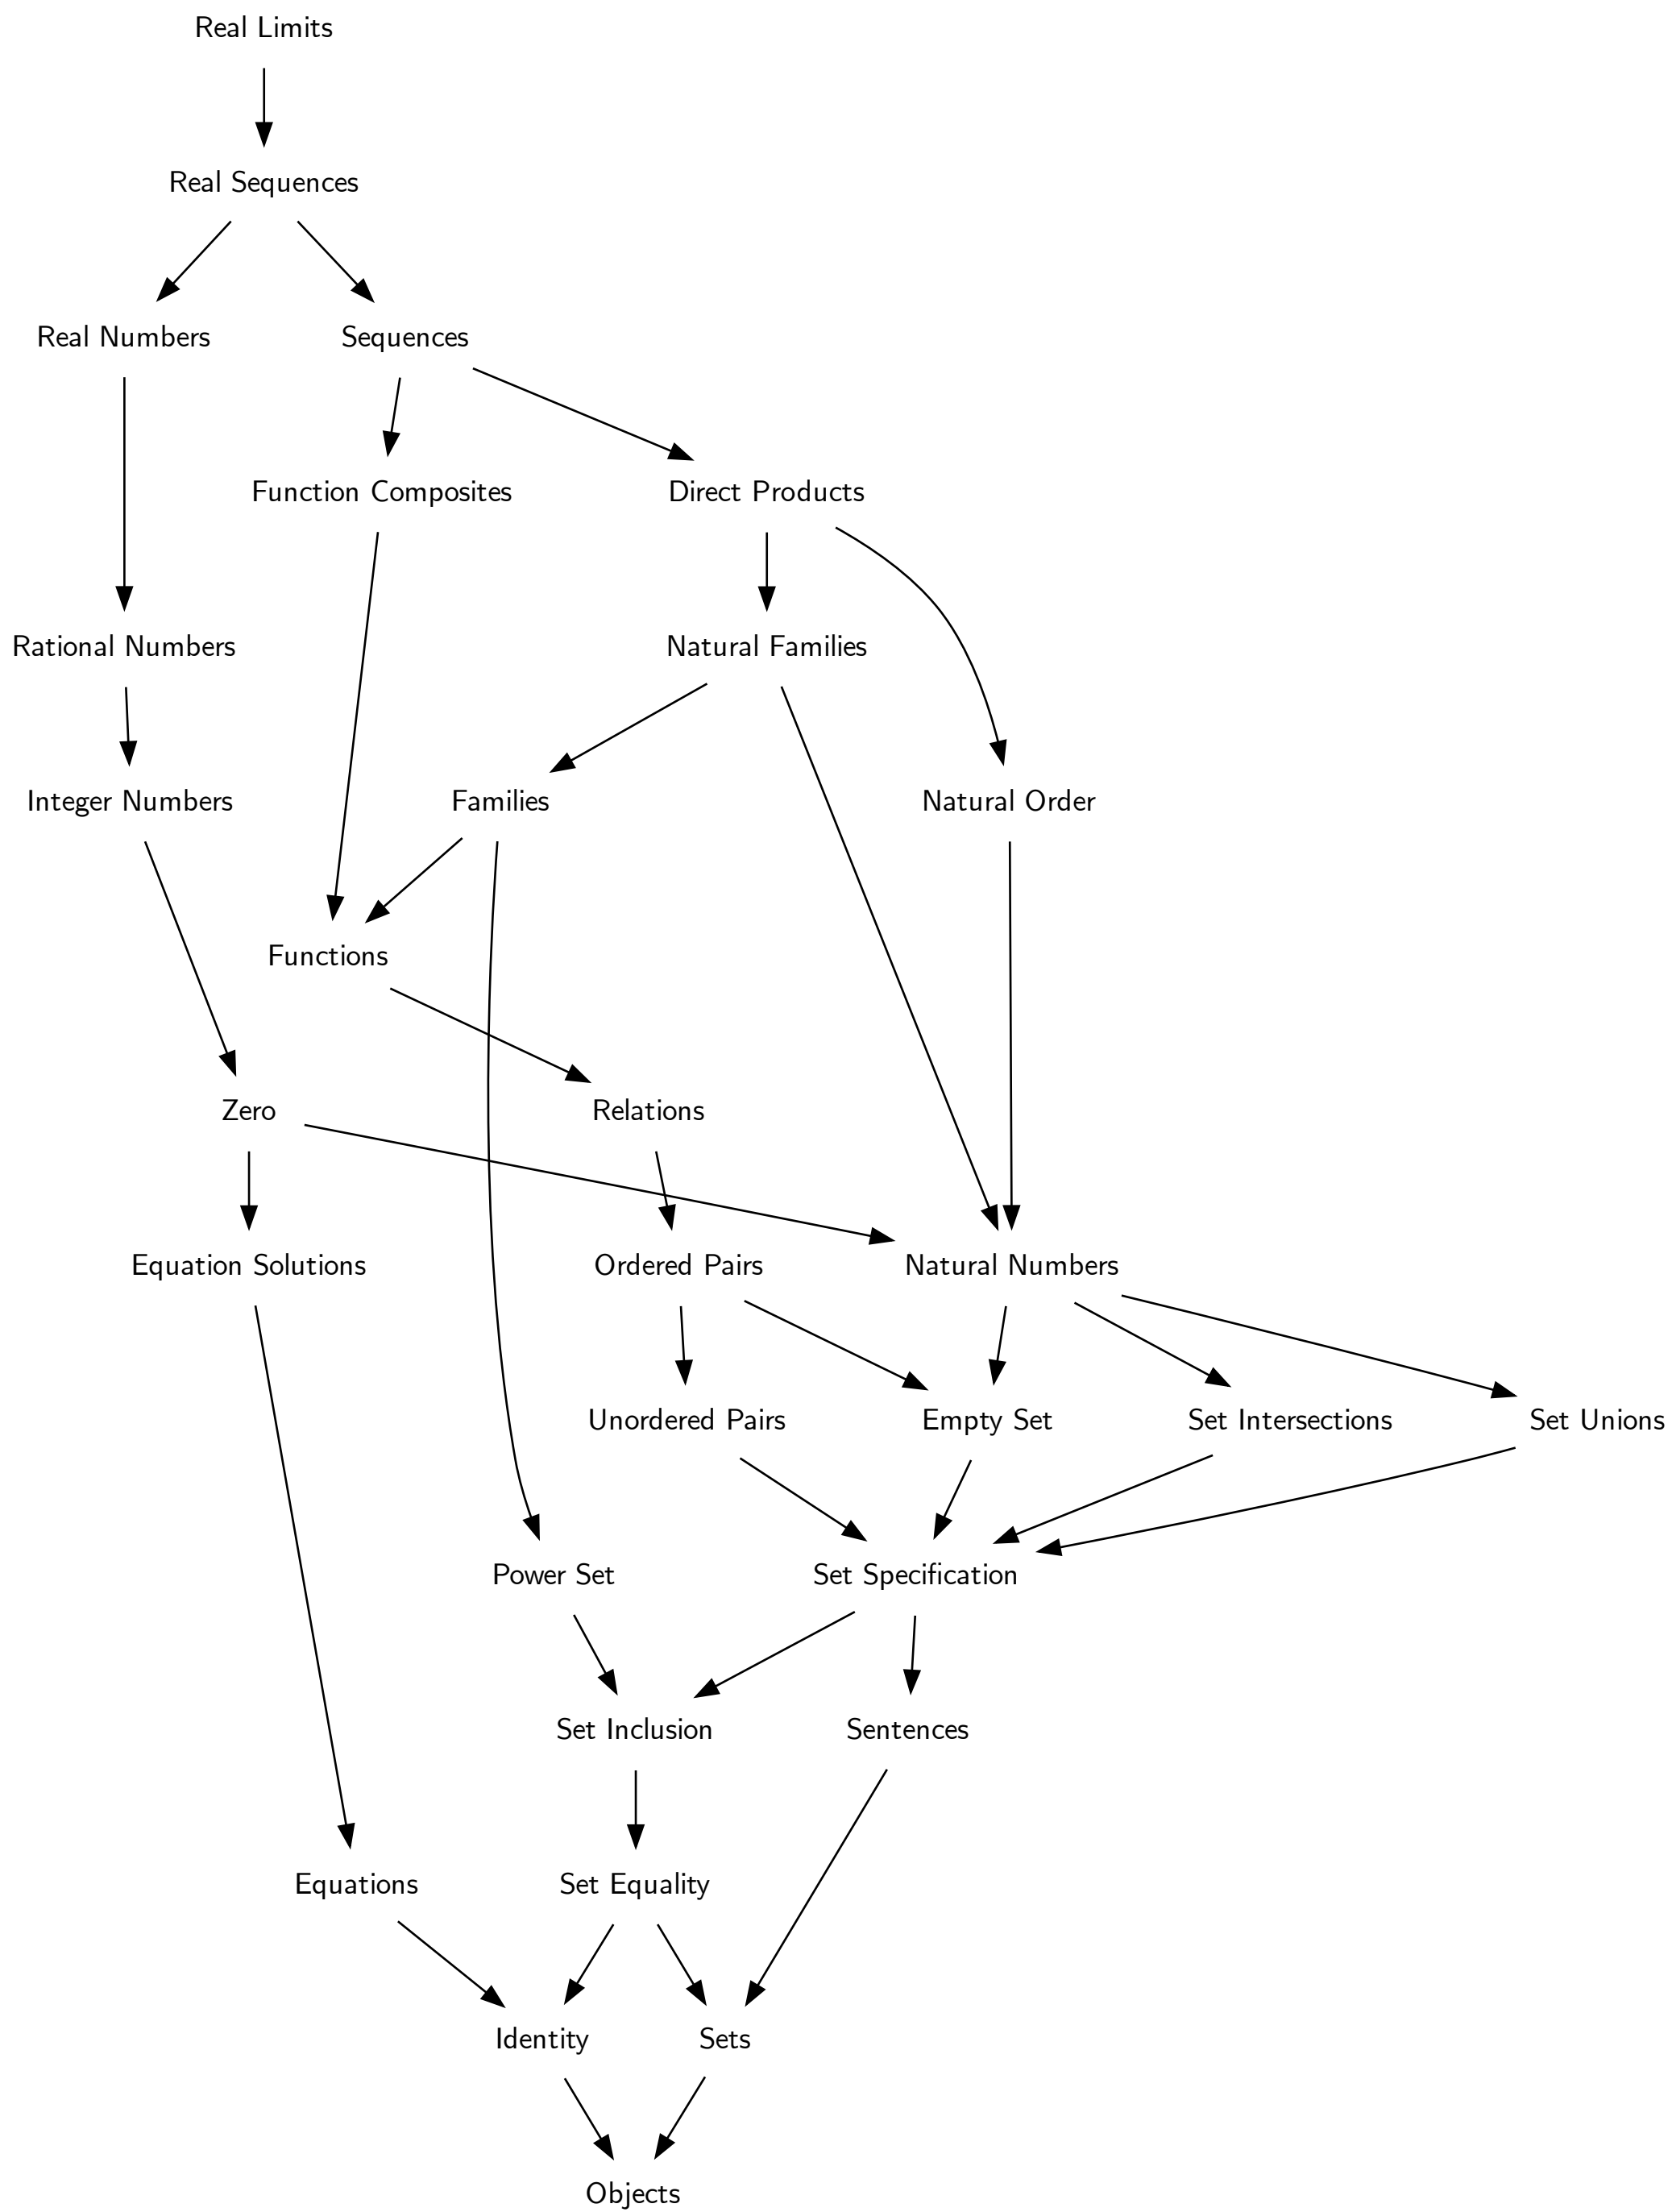 Real Limits
Real Sequences
Real Numbers
Sequences
Function Composites
Direct Products
Rational Numbers
Natural Families
Integer Numbers
Families
Natural Order
Functions
Zero
Relations
Equation Solutions
Ordered Pairs
Natural Numbers
Unordered Pairs
Empty Set
Set Intersections
Set Unions
Power Set
Set Specification
Set Inclusion
Sentences
Equations
Set Equality
Identity
Sets
Objects